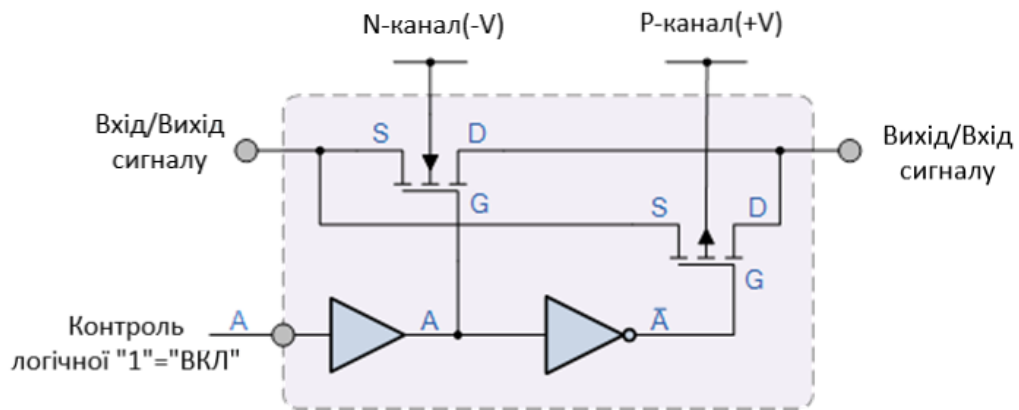 N-канал(-V)
P-канал(+V)
Вхід/Вихід
сигналу
S
D
Вихід/Вхід
сигналу
G
S
D
G
Контроль
логічної "1"="ВКЛ"
A
A
Ā